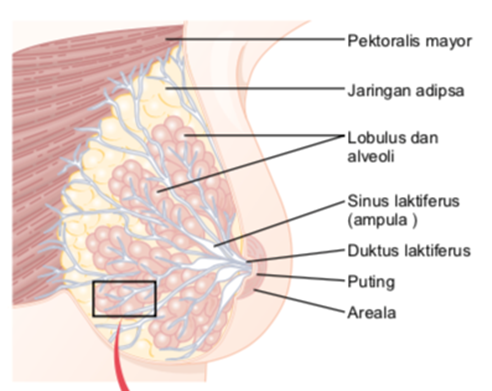 Pektoralis mayor
Jaringan adipsa
Lobulus dan
alveoli
Sinus laktiferus
(ampula )
Duktus laktiferus
Puting
Areala